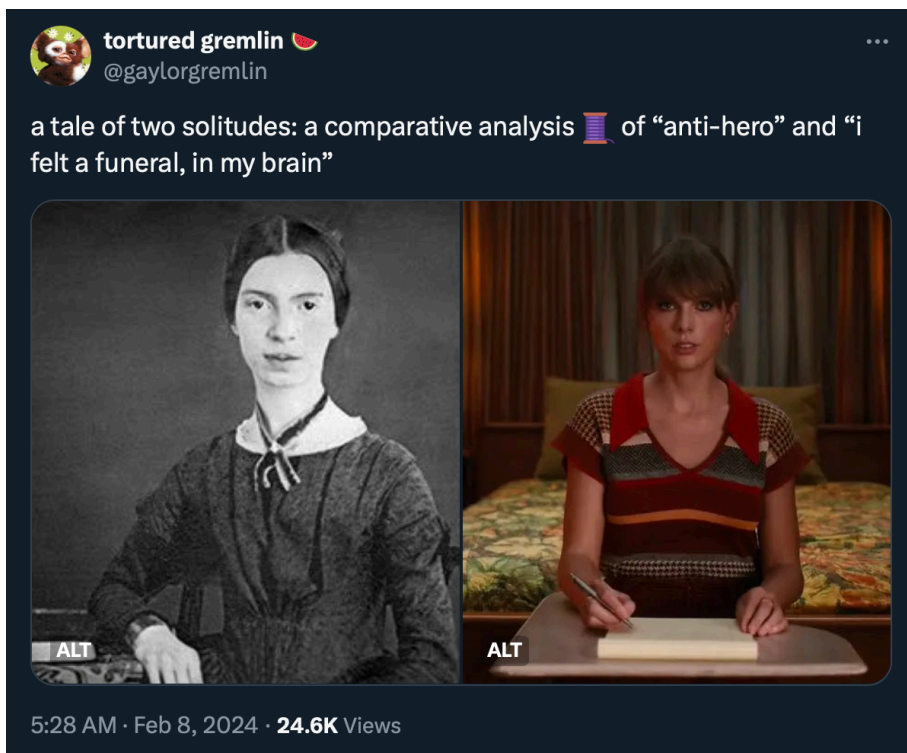 tortured gremlin 🍉
@gaylorgremlin
a tale of two solitudes: a comparative analysis 🧵 of “anti-hero” and “i
felt a funeral, in my brain”
ALT
ALT
5:28 AM · Feb 8, 2024 · 24.6K Views